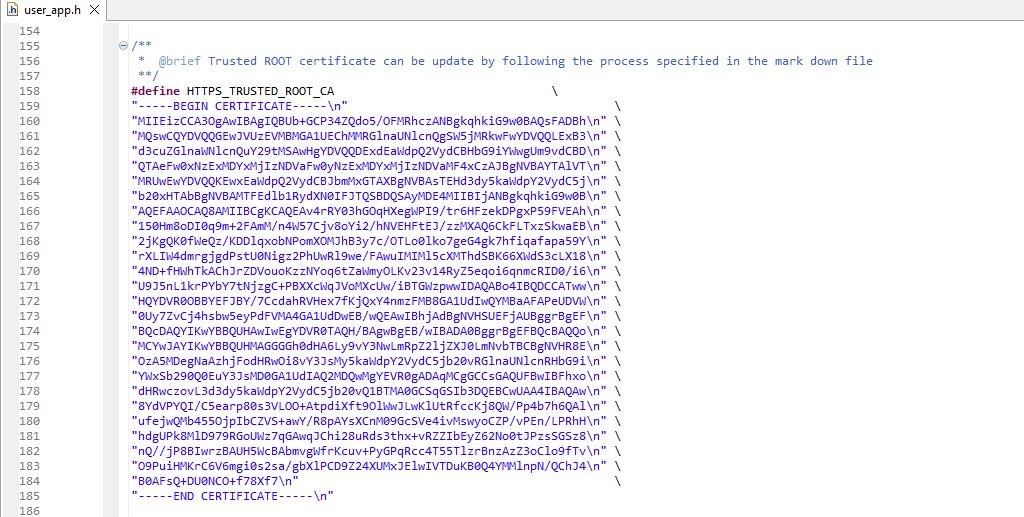 user_app.h
154
155 /**
156 * @brief Trusted ROOT certificate can be update by following the process specified in the mark down file
157 **/
158 #define HTTPS_TRUSTED_ROOT_CA \
159 "-----BEGIN CERTIFICATE-----\n" \
160 "MIIEizCCA3OgAwIBAgIQBUb+GCP34ZQdo5/OFMRhczANBgkqhkiG9w0BAQsFADBh\n" \
161 "MQswCQYDVQQGEwJVUzEVMBMGA1UEChMMRGlnaUNlcnQgSW5jMRkwFwYDVQQLExB3\n" \
162 "d3cuZGlnaWNlcnQuY29tMSAwHgYDVQQDExdEaWdpQ2VydCBHbG9iYWwgUm9vdCBD\n" \
163 "QTAeFw0xNzExMDYxMjIzNDVaFw0yNzExMDYxMjIzNDVaMF4xCzAJBgNVBAYTAlVT\n" \
164 "MRUwEwYDVQQKEwxEaWdpQ2VydCBJbmMxGTAXBgNVBAsTEHd3dy5kaWdpY2VydC5j\n" \
165 "b20xHTAbBgNVBAMTFEdlb1RydXN0IFJTQSBDQSAyMDE4MIIBIjANBgkqhkiG9w0B\n" \
166 "AQEFAAOCAQ8AMIIBCgKCAQEAv4rRY03hGOqHXegWPI9/tr6HFzekDPgxP59FVEAh\n" \
167 "150Hm8oDI0q9m+2FAmM/n4W57Cjv8oYi2/hNVEHFtEJ/zzMXAQ6CkFLTxzSkwaEB\n" \
168 "2jKgQK0fWeQz/KDDlqxobNPomXOMJhB3y7c/OTLo0lko7geG4gk7hfiqafapa59Y\n" \
169 "rXLIW4dmrgjgdPstU0Nigz2PhUwRl9we/FAwuIMIMl5cXMThdSBK66XWdS3cLX18\n" \
170 "4ND+fHWhTkAChJrZDVouoKzzNYoq6tZaWmyOLKv23v14RyZ5eqoi6qnmcRID0/i6\n" \
171 "U9J5nL1krPYbY7tNjzgC+PBXXcWqJVoMXcUw/iBTGWzpwwIDAQABo4IBQDCCATww\n" \
172 "HQYDVR0OBBYEFJBY/7CcdahRVHex7fKjQxY4nmzFMB8GA1UdIwQYMBaAFAPeUDVW\n" \
173 "0Uy7ZvCj4hsbw5eyPdFVMA4GA1UdDwEB/wQEAwIBhjAdBgNVHSUEFjAUBggrBgEF\n" \
174 "BQcDAQYIKwYBBQUHAwIwEgYDVR0TAQH/BAgwBgEB/wIBADA0BggrBgEFBQcBAQQo\n" \
175 "MCYwJAYIKwYBBQUHMAGGGGh0dHA6Ly9vY3NwLmRpZ2ljZXJ0LmNvbTBCBgNVHR8E\n" \
176 "OzA5MDegNaAzhjFodHRwOi8vY3JsMy5kaWdpY2VydC5jb20vRGlnaUNlcnRHbG9i\n" \
177 "YWxSb290Q0EuY3JsMD0GA1UdIAQ2MDQwMgYEVR0gADAqMCgGCCsGAQUFBwIBFhxo\n" \
178 "dHRwczovL3d3dy5kaWdpY2VydC5jb20vQ1BTMA0GCSqGSIb3DQEBCwUAA4IBAQAw\n" \
179 "8YdVPYQI/C5earp80s3VLOO+AtpdiXft9OlWwJLwKlUtRfccKj8QW/Pp4b7h6QAl\n" \
180 "ufejwQMb455OjpIbCZVS+awY/R8pAYsXCnM09GcSVe4ivMswyoCZP/vPEn/LPRhH\n" \
181 "hdgUPk8MlD979RGoUWz7qGAwqJChi28uRds3thx+vRZZIbEyZ62No0tJPzsSGSz8\n" \
182 "nQ//jP8BIwrzBAUH5WcBAbmvgWfrKcuv+PyGPqRcc4T55TlzrBnzAzZ3oClo9fTv\n" \
183 "O9PuiHMKrC6V6mgi0s2sa/gbXlPCD9Z24XUMxJElwIVTDuKB0Q4YMMlnpN/QChJ4\n" \
184 "B0AFsQ+DU0NCO+f78Xf7\n" \
185 "-----END CERTIFICATE-----\n"
186